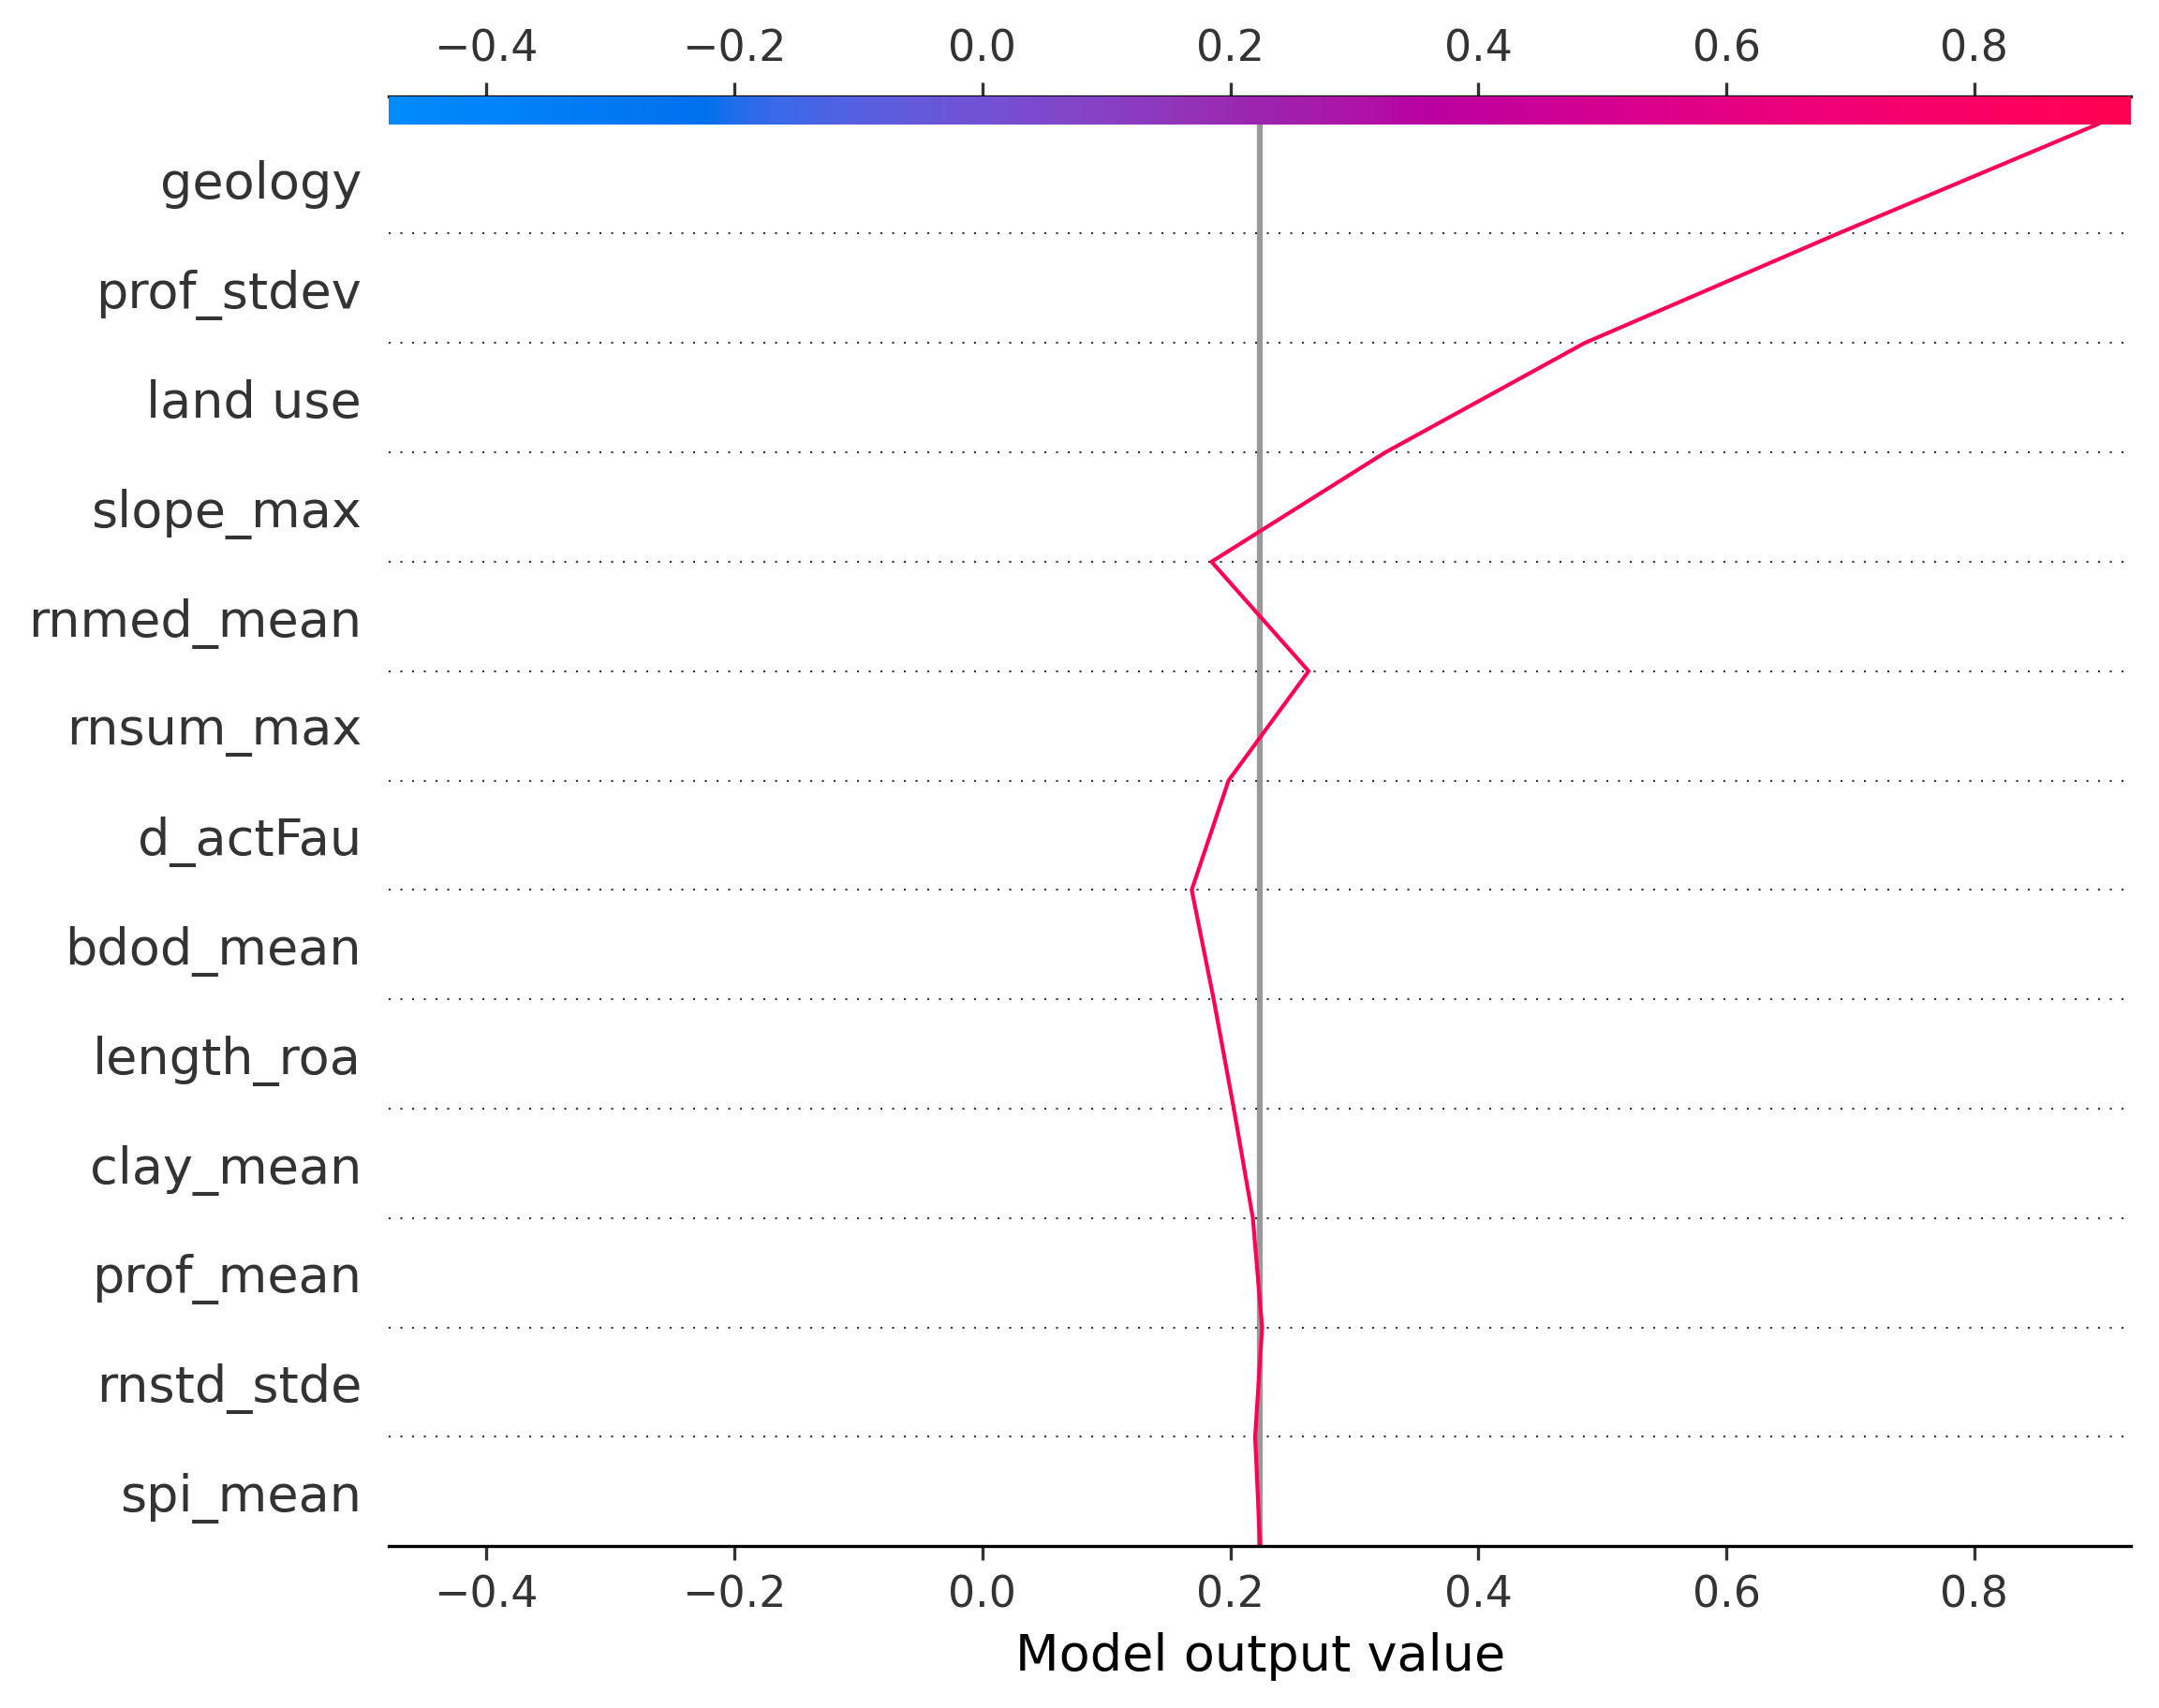 −0.4 −0.2 0.0 0.2 0.4 0.6 0.8
geology
prof_stdev
land use
slope_max
rnmed_mean
rnsum_max
d_actFau
bdod_mean
length_roa
clay_mean
prof_mean
rnstd_stde
spi_mean
−0.4 −0.2 0.0 0.2 0.4 0.6 0.8
Model output value